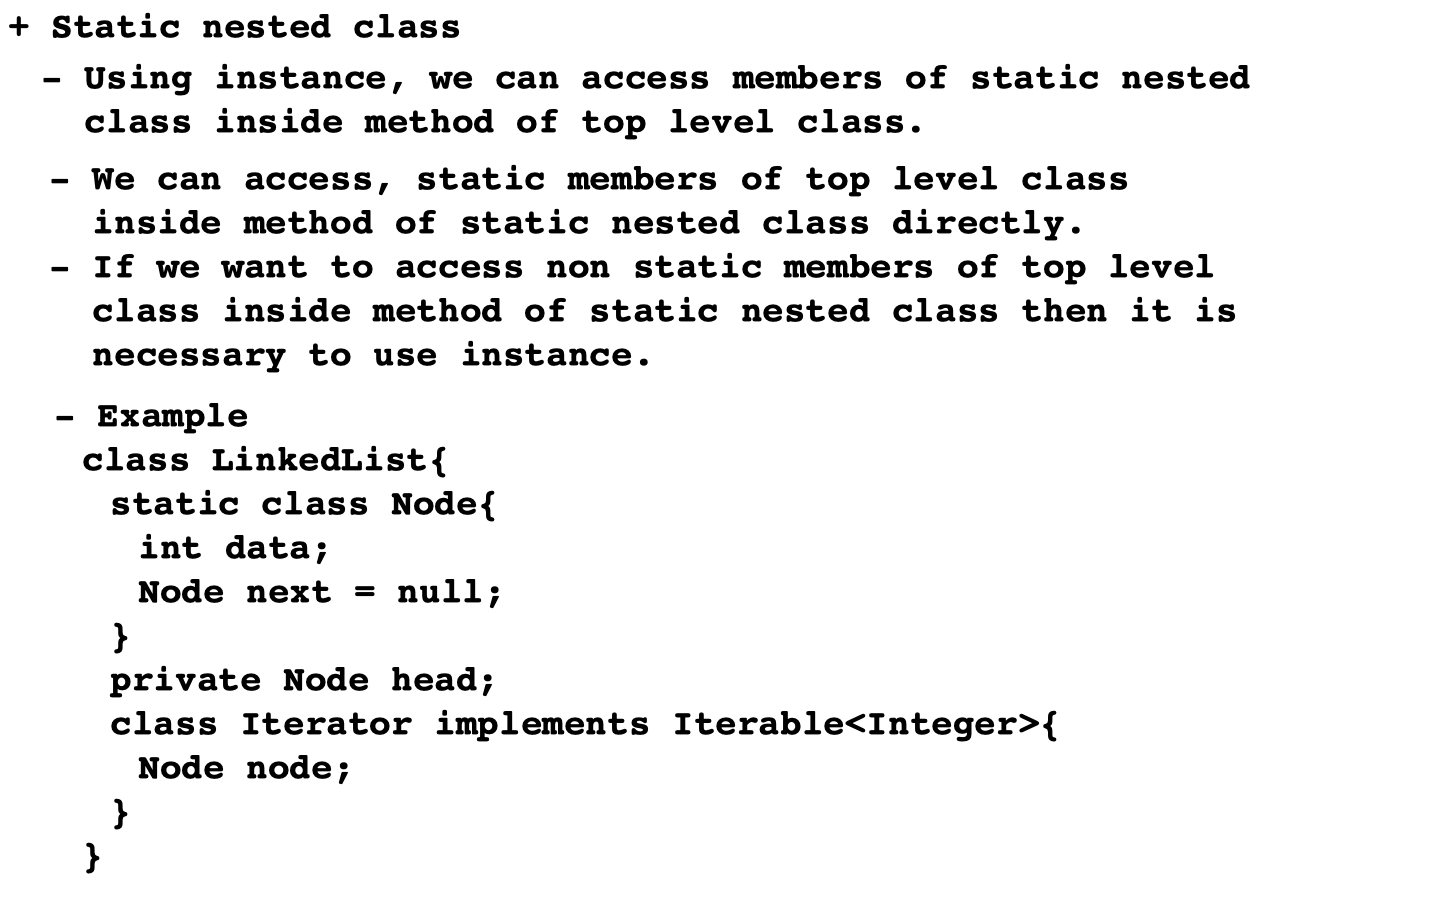 + Static nested class
- Using instance, we can access members of static nested
class inside method of top level class.
- We can access, static members of top level class
inside method of static nested class directly.
- If we want to access non static members of top level
class inside method of static nested class then it is
necessary to use instance.
- Example
class LinkedList{
static class Node{
int data;
Node next = null;
}
private Node head;
class Iterator implements Iterable<Integer>{
Node node;
}
}